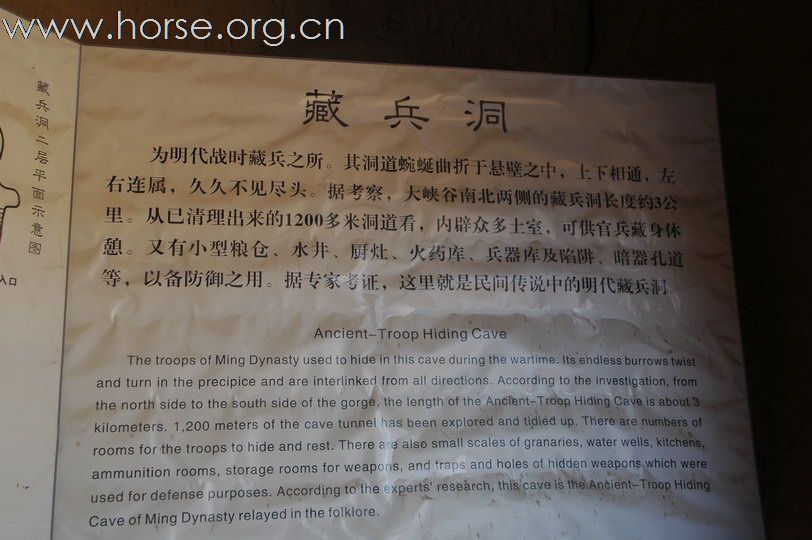 www.horse.org.cn
藏兵洞二层平面示意图
入口
藏兵洞
为明代战时藏兵之所。其洞道蜿蜒曲折于悬壁之中，上下相通，左
右连属，久久不见尽头。据考察，大峡谷南北两侧的藏兵洞长度约3公
里。从已清理出来的1200多米洞道看，内辟众多土室，可供官兵藏身休
憩。又有小型粮仓、水井、厨灶、火药库、兵器库及陷阱、暗器孔道
等，以备防御之用。据专家考证，这里就是民间传说中的明代藏兵洞。
Ancient-Troop Hiding Cave
The troops of Ming Dynasty used to hide in this cave during the wartime. Its endless burrows twist
and turn in the precipice and are interlinked from all directions. According to the investigation, from
the north side to the south side of the gorge, the length of the Ancient-Troop Hiding Cave is about 3
kilometers. 1,200 meters of the cave tunnel has been explored and tidied up. There are numbers of
rooms for the troops to hide and rest. There are also small scales of granaries, water wells, kitchens,
ammunition rooms, storage rooms for weapons, and traps and holes of hidden weapons which were
used for defense purposes. According to the experts' research, this cave is the Ancient-Troop Hiding
Cave of Ming Dynasty relayed in the folklore.